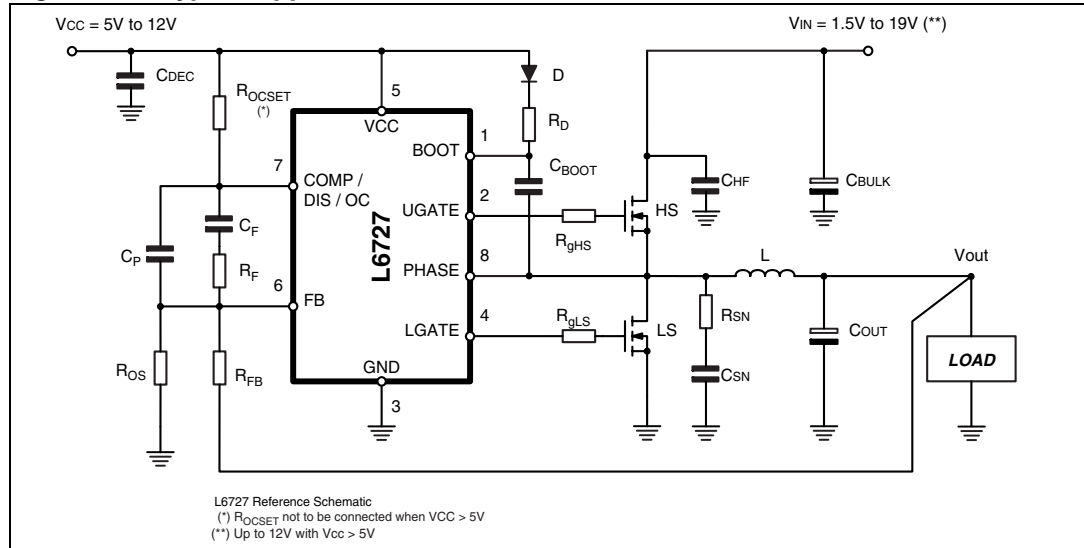 VCC = 5V to 12V
VIN = 1.5V to 19V (**)
CDEC
ROCSET
(*)
5
VCC
D
RD
1
BOOT
CBOOT
7
COMP /
DIS / OC
2
UGATE
RgHS
HS
CHF
CBULK
CF
CP
RF
L6727
8
PHASE
L
Vout
6
FB
4
LGATE
RgLS
LS
RSN
COUT
LOAD
ROS
RFB
GND
3
CSN
L6727 Reference Schematic
(*) ROCSET not to be connected when VCC > 5V
(**) Up to 12V with Vcc > 5V